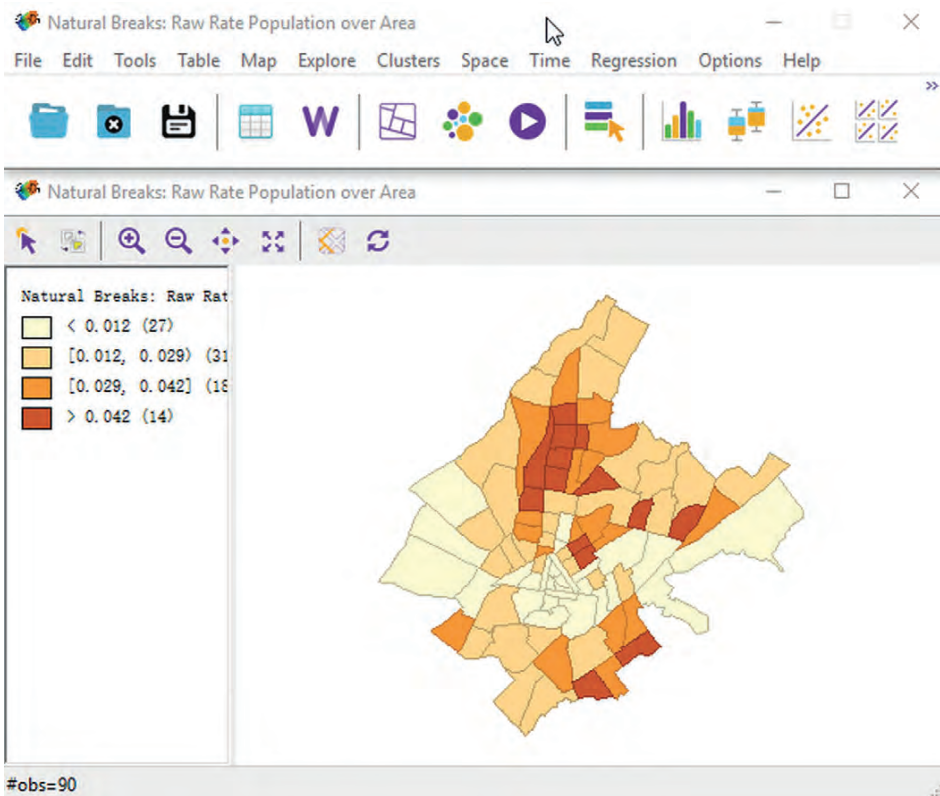 Natural Breaks: Raw Rate Population over Area
File Edit Tools Table Map Explore Clusters Space Time Regression Options Help
»
W
Natural Breaks: Raw Rate Population over Area
Natural Breaks: Raw Rat
< 0.012 (27)
[0.012, 0.029) (31
[0.029, 0.042] (18
> 0.042 (14)
#obs=90